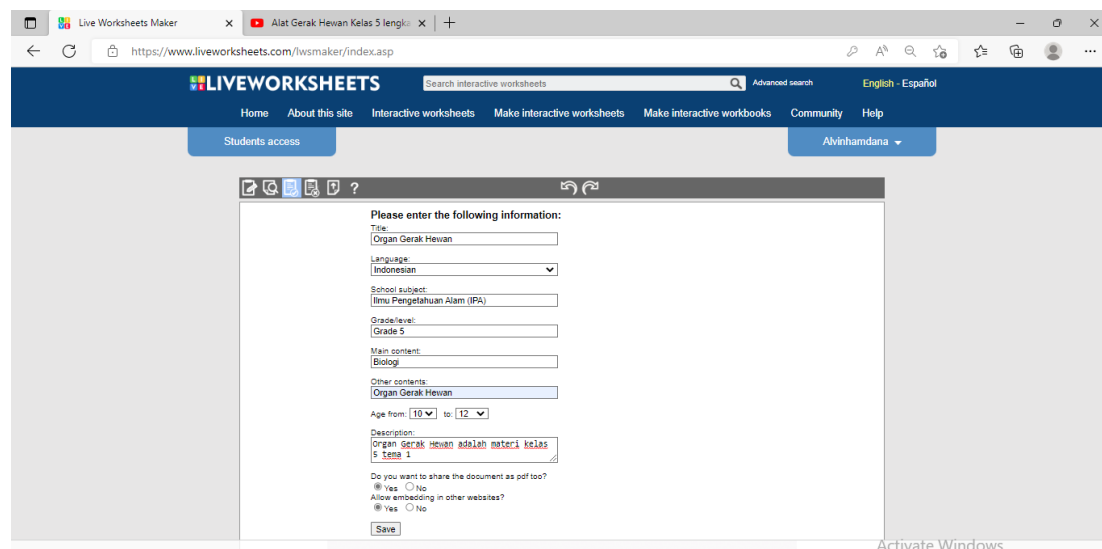 Live Worksheets Maker
Alat Gerak Hewan Kelas 5 lengka
https://www.liveworksheets.com/lwsmaker/index.asp
LIVEWORKSHEETS
Search interactive worksheets
Advanced search
English - Español
Home About this site Interactive worksheets Make interactive worksheets Make interactive workbooks Community Help
Students access
Alvinhamdana
?
Please enter the following information:
Title:
Organ Gerak Hewan
Language:
Indonesian
School subject:
Ilmu Pengetahuan Alam (IPA)
Grade/level:
Grade 5
Main content:
Biologi
Other contents:
Organ Gerak Hewan
Age from: 10 to: 12
Description:
Organ Gerak Hewan adalah materi kelas
5 tema 1
Do you want to share the document as pdf too?
Yes No
Allow embedding in other websites?
Yes No
Save
Activate Windows